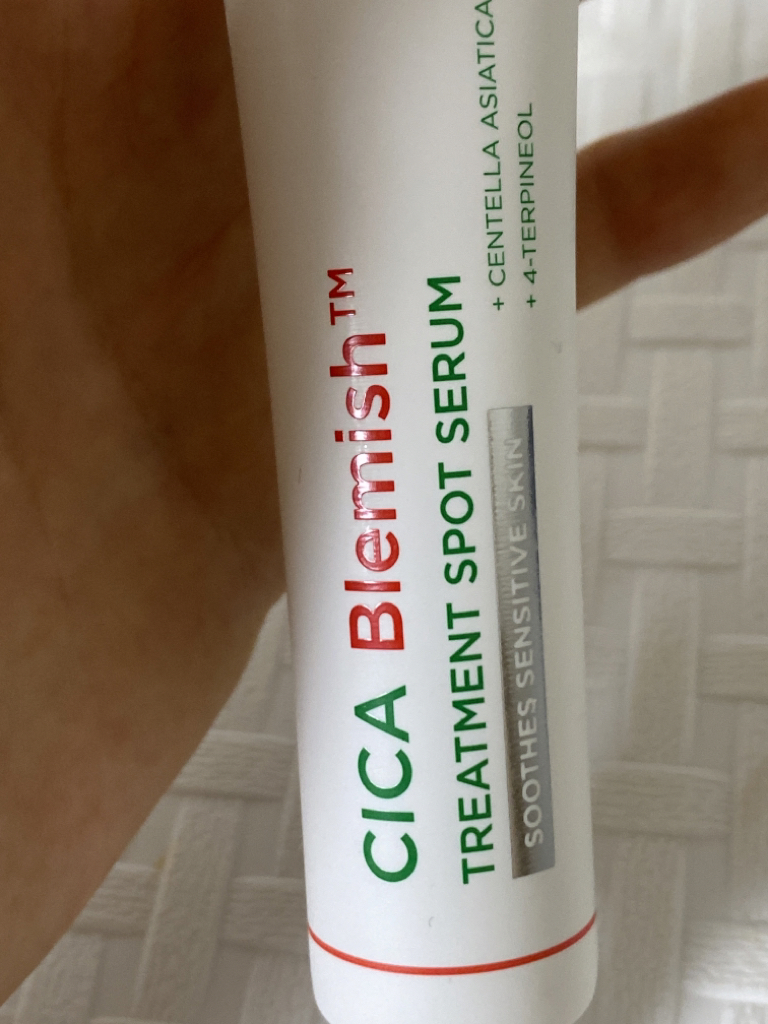 CICA Blemish™
TREATMENT SPOT SERUM
SOOTHES SENSITIVE SKIN
+ CENTELLA ASIATICA
+ 4-TERPINEOL